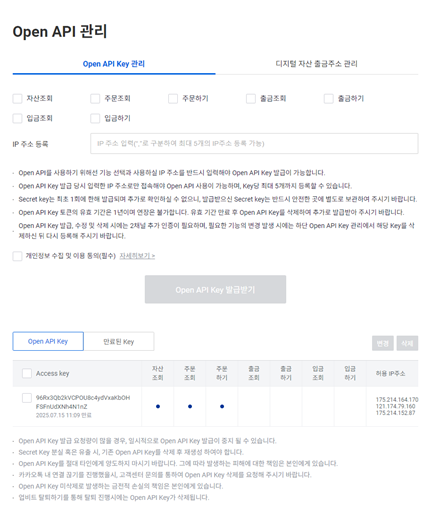 Open API 관리
Open API Key 관리
디지털 자산 출금주소 관리
자산조회
주문조회
주문하기
출금조회
출금하기
입금조회
입금하기
IP 주소 등록
IP 주소 입력(","로 구분하여 최대 5개의 IP주소 등록 가능)
- Open API를 사용하기 위해선 기능 선택과 사용하실 IP 주소를 반드시 입력해야 Open API Key 발급이 가능합니다.
- Open API Key 발급 당시 입력한 IP 주소로만 접속해야 Open API 사용이 가능하며, Key당 최대 5개까지 등록할 수 있습니다.
- Secret key는 최초 1회에 한해 발급되며 추가로 확인하실 수 없으니, 발급받으신 Secret key는 반드시 안전한 곳에 별도로 보관하여 주시기 바랍니다.
- Open API Key 토큰의 유효 기간은 1년이며 연장은 불가합니다. 유효 기간 만료 후 Open API Key를 삭제하여 추가로 발급받아 주시기 바랍니다.
- Open API Key 발급, 수정 및 삭제 시에는 2채널 추가 인증이 필요하며, 필요한 기능의 변경 발생 시에는 하단 Open API Key 관리에서 해당 Key를 삭
제하신 뒤 다시 등록해 주시기 바랍니다.
개인정보 수집 및 이용 동의(필수) 자세히보기 >
Open API Key 발급받기
Open API Key
만료된 Key
변경
삭제
Access key
자산
조회
주문
조회
주문
하기
출금
조회
출금
하기
입금
조회
입금
하기
허용 IP주소
2025.07.15 11:09 만료
175.214.164.170
121.174.79.160
175.214.152.87
- Open API Key 발급 요청량이 많을 경우, 일시적으로 Open API Key 발급이 중지 될 수 있습니다.
- Secret Key 분실 혹은 유출 시, 기존 Open API Key를 삭제 후 재생성 하여야 합니다.
- Open API Key를 절대 타인에게 양도하지 마시기 바랍니다. 그에 따라 발생하는 피해에 대한 책임은 본인에게 있습니다.
- 카카오톡 내 연결 끊기를 진행했을시, 고객센터 문의를 통하여 Open API Key 삭제를 요청해 주시기 바랍니다.
- Open API Key 미삭제로 발생하는 금전적 손실의 책임은 본인에게 있습니다.
- 업비트 탈퇴하기를 통해 탈퇴 진행시에는 Open API Key가 삭제됩니다.